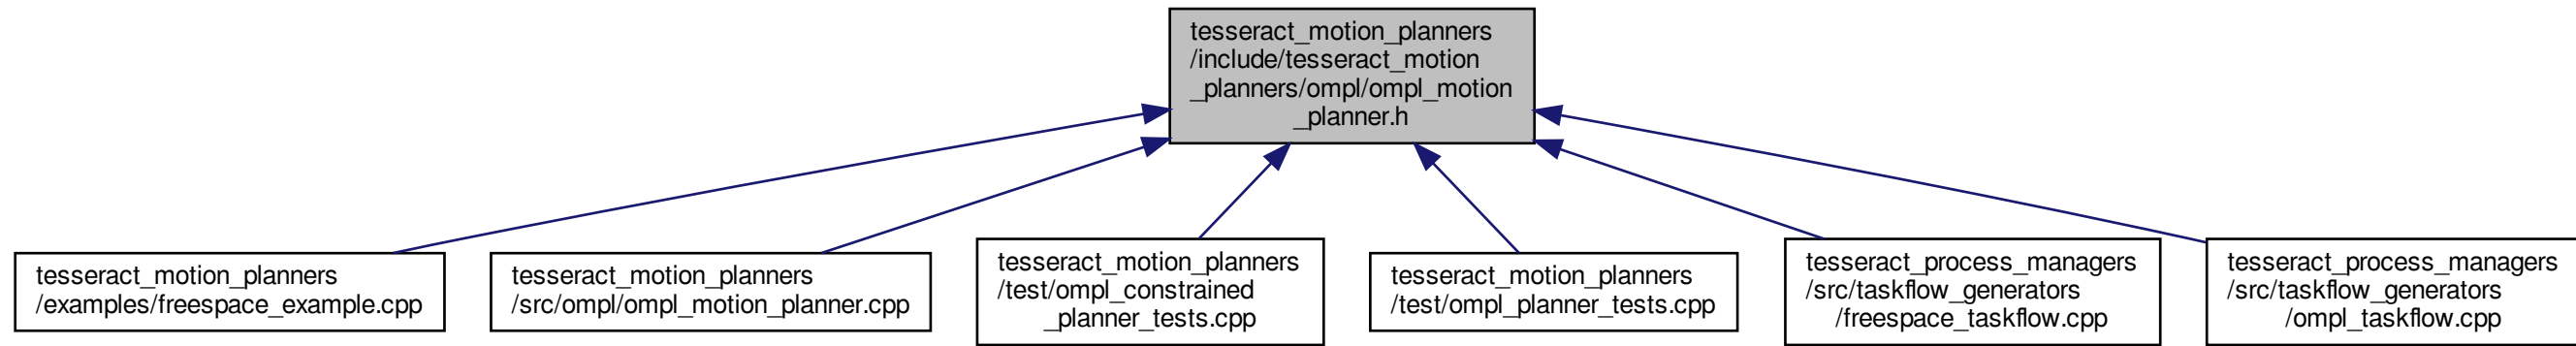 tesseract_motion_planners
/include/tesseract_motion
_planners/ompl/ompl_motion
_planner.h
tesseract_motion_planners
/examples/freespace_example.cpp
tesseract_motion_planners
/src/ompl/ompl_motion_planner.cpp
tesseract_motion_planners
/test/ompl_constrained
_planner_tests.cpp
tesseract_motion_planners
/test/ompl_planner_tests.cpp
tesseract_process_managers
/src/taskflow_generators
/freespace_taskflow.cpp
tesseract_process_managers
/src/taskflow_generators
/ompl_taskflow.cpp